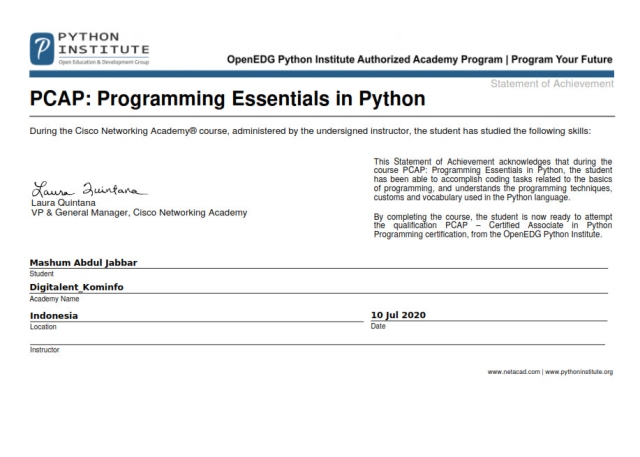 PYTHON
INSTITUTE
Open Education & Development Group
OpenEDG Python Institute Authorized Academy Program | Program Your Future
Statement of Achievement
PCAP: Programming Essentials in Python
During the Cisco Networking Academy® course, administered by the undersigned instructor, the student has studied the following skills:
This Statement of Achievement acknowledges that during the
course PCAP: Programming Essentials in Python, the student
has been able to accomplish coding tasks related to the basics
of programming, and understands the programming techniques,
customs and vocabulary used in the Python language.
By completing the course, the student is now ready to attempt
the qualification PCAP – Certified Associate in Python
Programming certification, from the OpenEDG Python Institute.
Laura Quintana
Laura Quintana
VP & General Manager, Cisco Networking Academy
Mashum Abdul Jabbar
Student
Digitalent_Kominfo
Academy Name
Indonesia
Location
10 Jul 2020
Date
Instructor
www.netacad.com | www.pythoninstitute.org